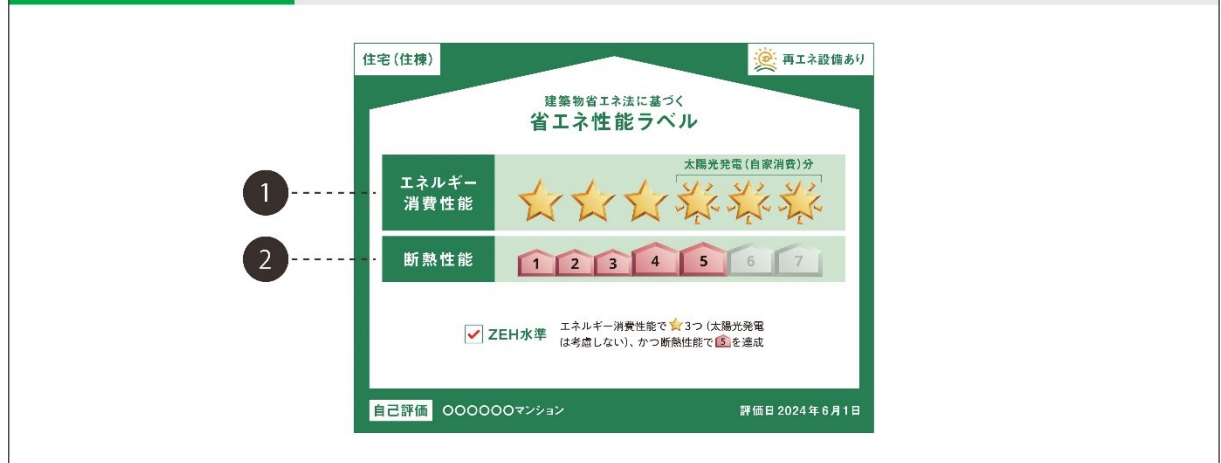 住宅(住棟)
再エネ設備あり
建築物省エネ法に基づく
省エネ性能ラベル
太陽光発電(自家消費)分
1
エネルギー
消費性能
2
断熱性能
1 2 3 4 5 6 7
ZEH水準
エネルギー消費性能で⭐3つ(太陽光発電
は考慮しない)、かつ断熱性能で5を達成
自己評価 〇〇〇〇〇〇マンション
評価日2024年6月1日